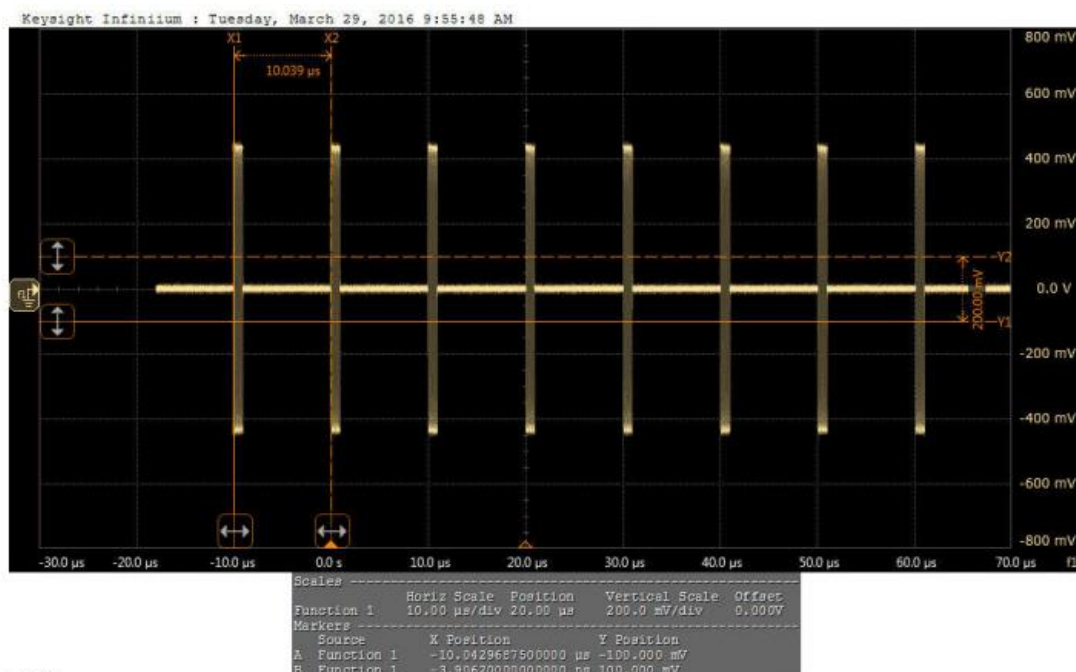 Keysight Infiniium : Tuesday, March 29, 2016 9:55:48 AM
X1 X2
10.039 µs
800 mV
600 mV
400 mV
200 mV
Y2
0.0 V
200.00 mV
Y1
-200 mV
-400 mV
-600 mV
-800 mV
-30.0 µs -20.0 µs -10.0 µs 0.0 s 10.0 µs 20.0 µs 30.0 µs 40.0 µs 50.0 µs 60.0 µs 70.0 µs f1
Scales
Horiz Scale Position Vertical Scale Offset
Function 1 10.00 µs/div 20.00 µs 200.0 mV/div 0.000V
Markers
Source X Position Y Position
A Function 1 -10.0429687500000 µs -100.000 mV
B Function 1 -3.90620000000000 ns 100.000 mV